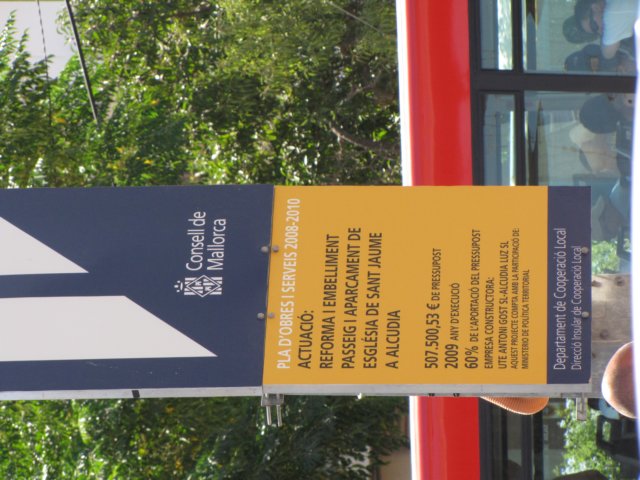 Consell de
Mallorca
PLA D'OBRES I SERVEIS 2008-2010
ACTUACIÓ:
REFORMA I EMBELLIMENT
PASSEIG I APARCAMENT DE
ESGLÉSIA DE SANT JAUME
A ALCUDIA
507.500,53 € DE PRESSUPOST
2009 ANY D'EXECUCIÓ
60% DE L'APORTACIÓ DEL PRESSUPOST
EMPRESA CONSTRUCTORA:
UTE ANTONI GOST SL-ALCUDIA LUZ SL
AQUEST PROJECTE COMPTA AMB LA PARTICIPACIÓ DE:
MINISTERIO DE POLÍTICA TERRITORIAL
Departament de Cooperació Local
Direcció Insular de Cooperació Local